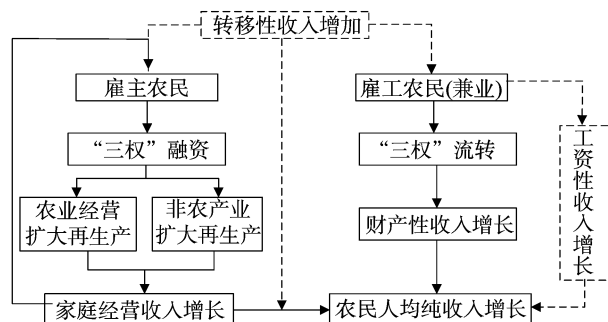 转移性收入增加
雇主农民
雇工农民(兼业)
“三权”融资
“三权”流转
工资性收入增长
农业经营
扩大再生产
非农产业
扩大再生产
财产性收入增长
家庭经营收入增长
农民人均纯收入增长